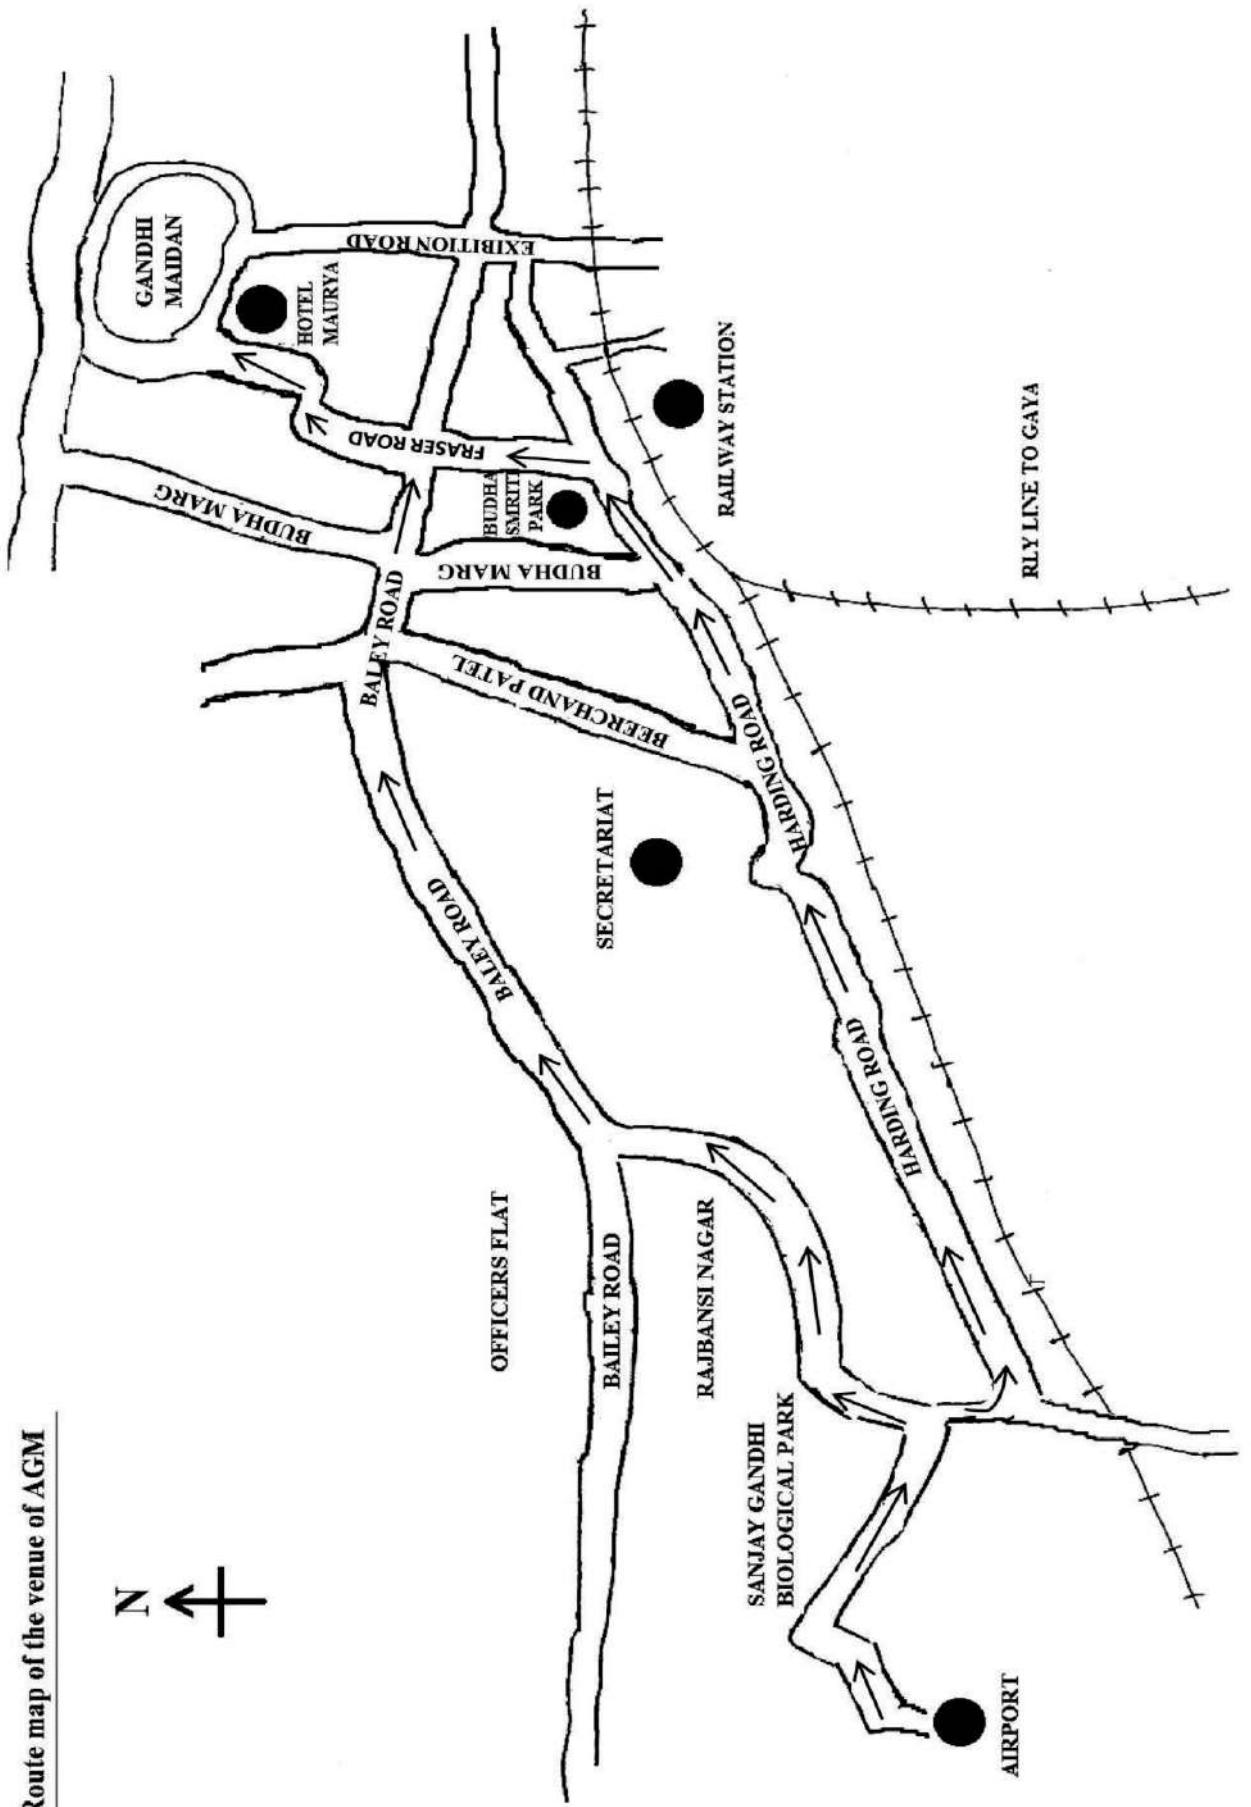 Route map of the venue of AGM
N
GANDHI
MAIDAN
HOTEL
MAURYA
EXIBITION ROAD
FRASER ROAD
BUDHA MARG
BUDHA
SMRITI
PARK
BUDHA MARG
BALEY ROAD
BEERCHAND PATEL
RAILWAY STATION
RLY LINE TO GAYA
HARDING ROAD
SECRETARIAT
BALEY ROAD
HARDING ROAD
OFFICERS FLAT
BAILEY ROAD
RAJBANSI NAGAR
SANJAY GANDHI
BIOLOGICAL PARK
AIRPORT